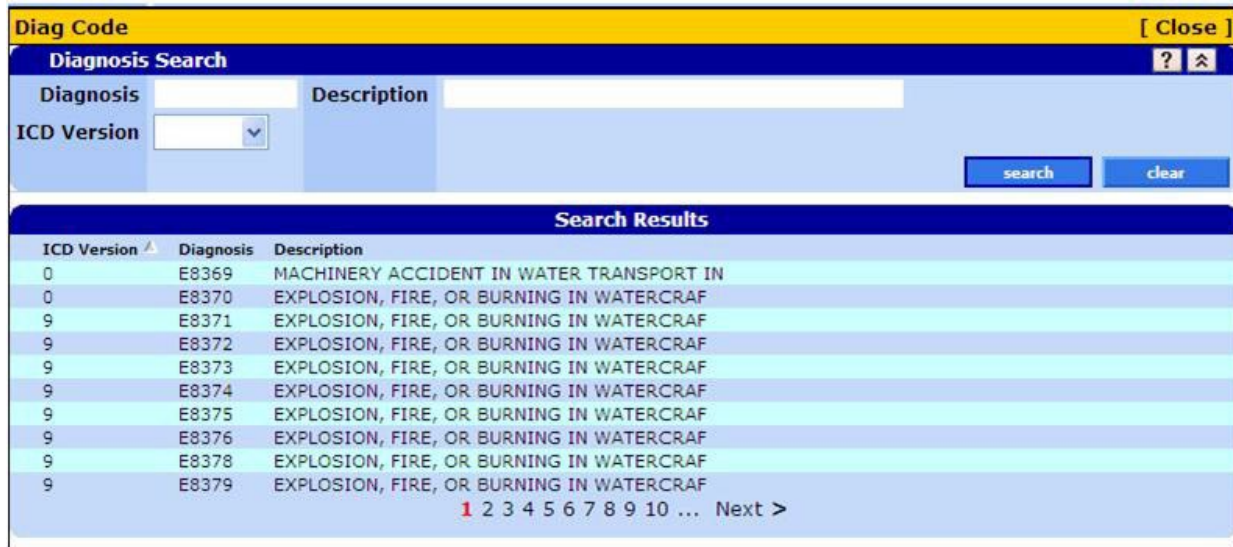 Diag Code [ Close ]
Diagnosis Search ?
Diagnosis Description
ICD Version
search clear
Search Results
ICD Version Diagnosis Description
0 E8369 MACHINERY ACCIDENT IN WATER TRANSPORT IN
0 E8370 EXPLOSION, FIRE, OR BURNING IN WATERCRAF
9 E8371 EXPLOSION, FIRE, OR BURNING IN WATERCRAF
9 E8372 EXPLOSION, FIRE, OR BURNING IN WATERCRAF
9 E8373 EXPLOSION, FIRE, OR BURNING IN WATERCRAF
9 E8374 EXPLOSION, FIRE, OR BURNING IN WATERCRAF
9 E8375 EXPLOSION, FIRE, OR BURNING IN WATERCRAF
9 E8376 EXPLOSION, FIRE, OR BURNING IN WATERCRAF
9 E8378 EXPLOSION, FIRE, OR BURNING IN WATERCRAF
9 E8379 EXPLOSION, FIRE, OR BURNING IN WATERCRAF
1 2 3 4 5 6 7 8 9 10 ... Next >